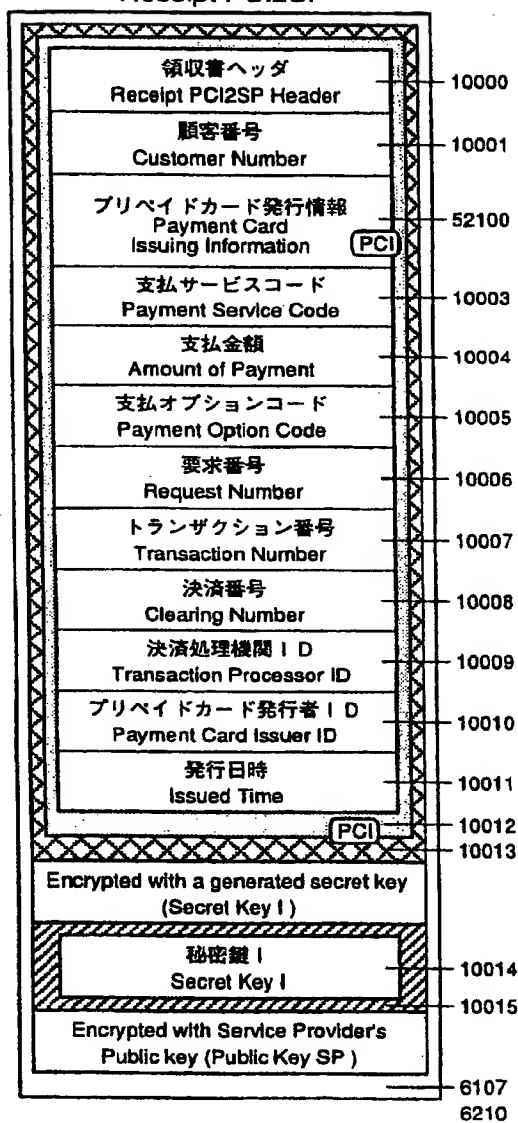 領収書ヘッダ
Receipt PCI2SP Header
10000
顧客番号
Customer Number
10001
プリペイドカード発行情報
Payment Card
Issuing Information
PCI
52100
支払サービスコード
Payment Service Code
10003
支払金額
Amount of Payment
10004
支払オプションコード
Payment Option Code
10005
要求番号
Request Number
10006
トランザクション番号
Transaction Number
10007
決済番号
Clearing Number
10008
決済処理機関ID
Transaction Processor ID
10009
プリペイドカード発行者ID
Payment Card Issuer ID
10010
発行日時
Issued Time
10011
PCI
10012
10013
Encrypted with a generated secret key
(Secret Key I )
秘密鍵 I
Secret Key I
10014
10015
Encrypted with Service Provider's
Public key (Public Key SP )
6107
6210